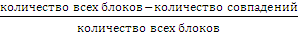 количество всех блоков−количество совпадений
количество всех блоков